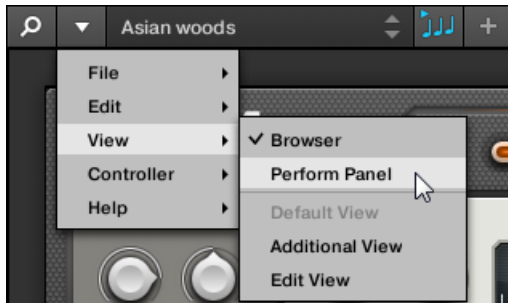 Asian woods
File
Edit
View
Controller
Help
Browser
Perform Panel
Default View
Additional View
Edit View